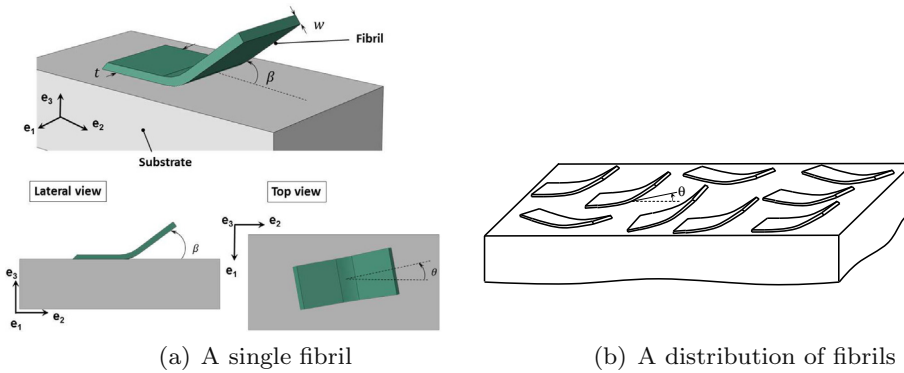 w
Fibril
t
β
e3
e1
e2
Substrate
Lateral view
Top view
e3
e2
β
e1
θ
e3
e1
e2
θ
(a) A single fibril
(b) A distribution of fibrils